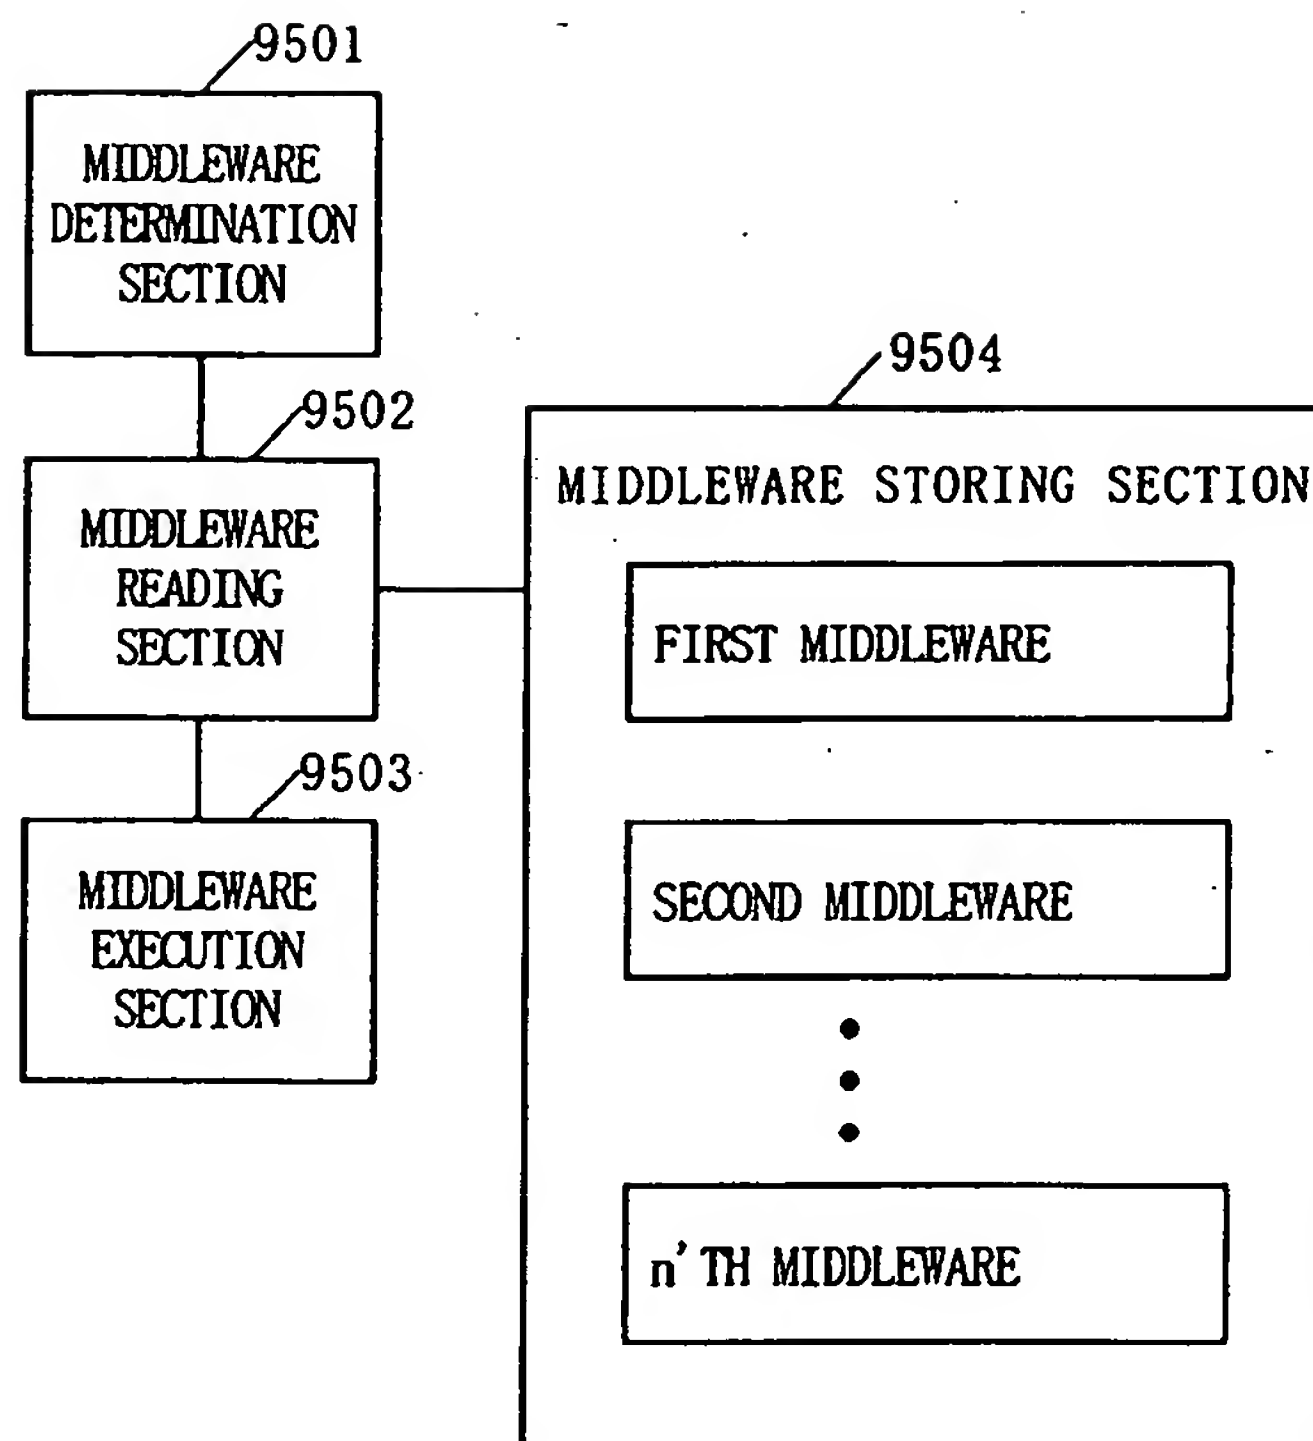 9501
MIDDLEWARE
DETERMINATION
SECTION
9502
MIDDLEWARE
READING
SECTION
9503
MIDDLEWARE
EXECUTION
SECTION
9504
MIDDLEWARE STORING SECTION
FIRST MIDDLEWARE
SECOND MIDDLEWARE
n'TH MIDDLEWARE